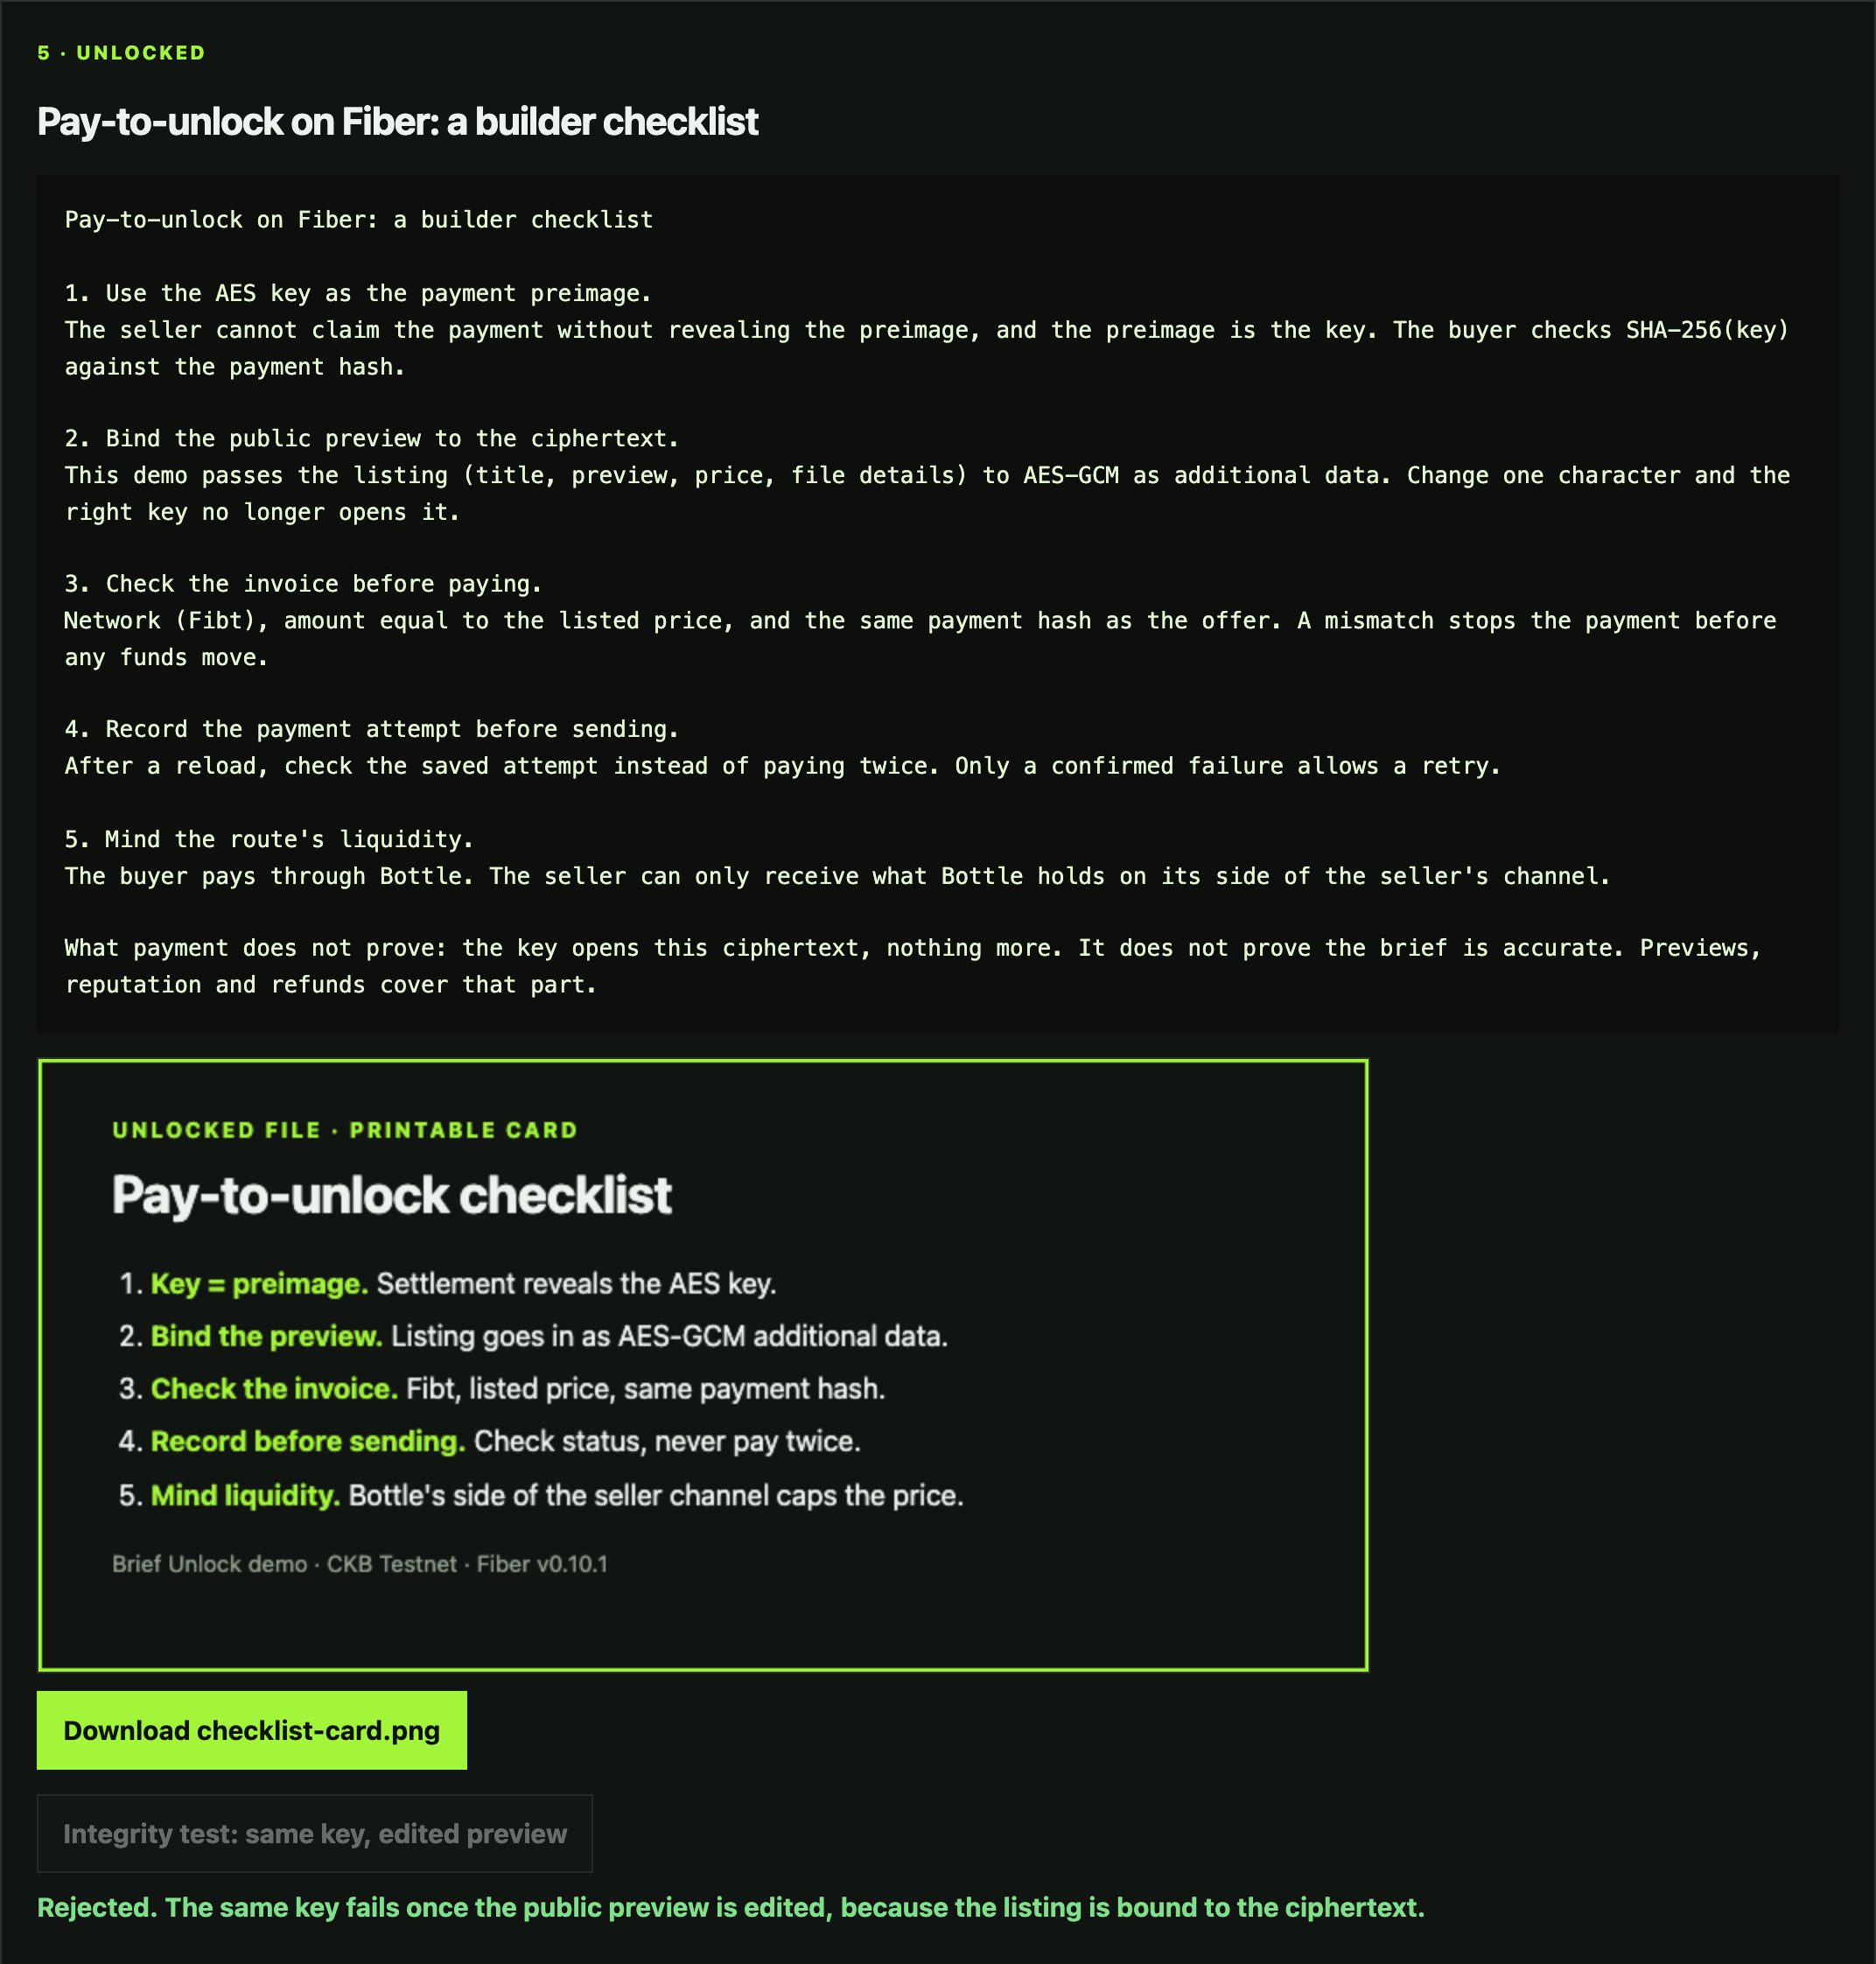 5 · UNLOCKED
Pay-to-unlock on Fiber: a builder checklist
Pay-to-unlock on Fiber: a builder checklist
1. Use the AES key as the payment preimage.
The seller cannot claim the payment without revealing the preimage, and the preimage is the key. The buyer checks SHA-256(key)
against the payment hash.
2. Bind the public preview to the ciphertext.
This demo passes the listing (title, preview, price, file details) to AES-GCM as additional data. Change one character and the
right key no longer opens it.
3. Check the invoice before paying.
Network (Fibt), amount equal to the listed price, and the same payment hash as the offer. A mismatch stops the payment before
any funds move.
4. Record the payment attempt before sending.
After a reload, check the saved attempt instead of paying twice. Only a confirmed failure allows a retry.
5. Mind the route's liquidity.
The buyer pays through Bottle. The seller can only receive what Bottle holds on its side of the seller's channel.
What payment does not prove: the key opens this ciphertext, nothing more. It does not prove the brief is accurate. Previews,
reputation and refunds cover that part.
UNLOCKED FILE · PRINTABLE CARD
Pay-to-unlock checklist
1. Key = preimage. Settlement reveals the AES key.
2. Bind the preview. Listing goes in as AES-GCM additional data.
3. Check the invoice. Fibt, listed price, same payment hash.
4. Record before sending. Check status, never pay twice.
5. Mind liquidity. Bottle's side of the seller channel caps the price.
Brief Unlock demo · CKB Testnet · Fiber v0.10.1
Download checklist-card.png
Integrity test: same key, edited preview
Rejected. The same key fails once the public preview is edited, because the listing is bound to the ciphertext.